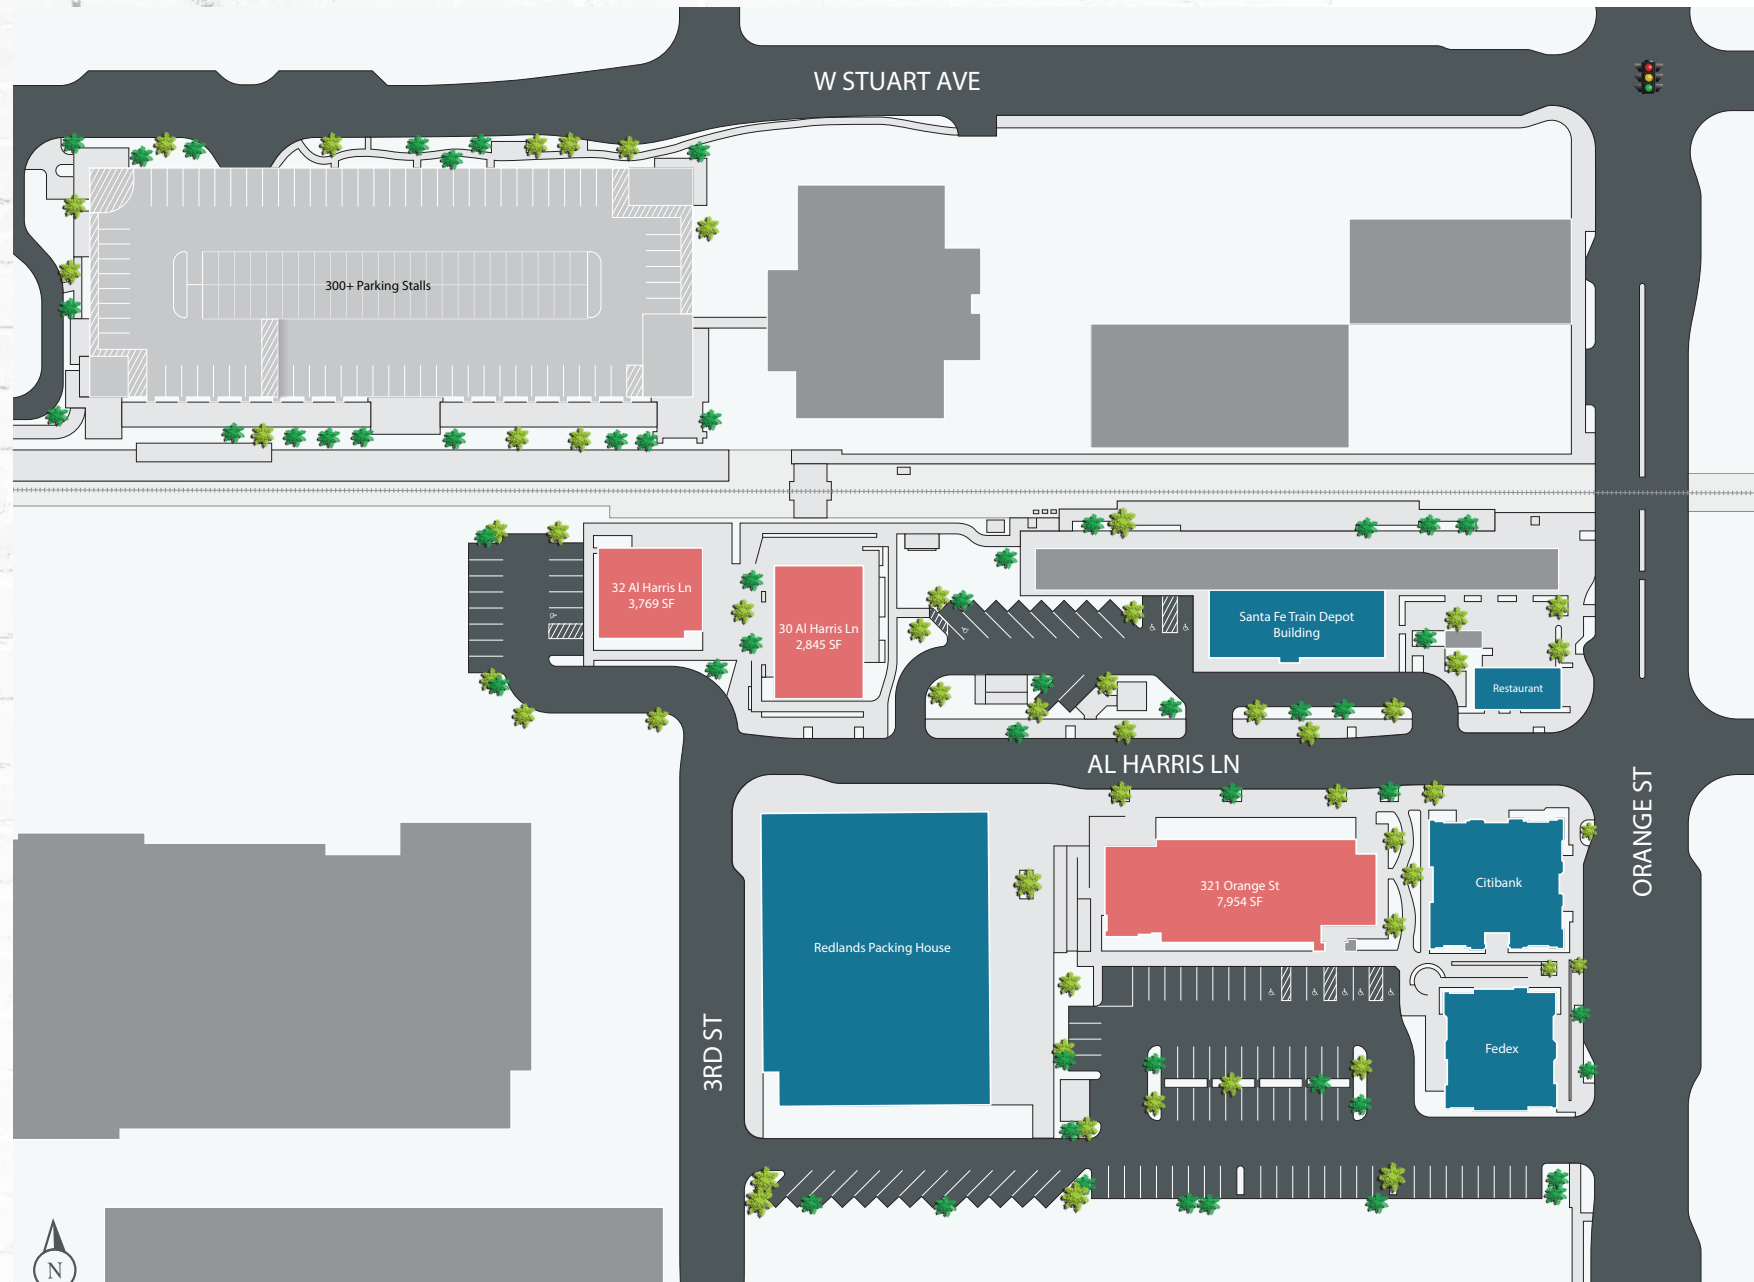 W STUART AVE
300+ Parking Stalls
32 Al Harris Ln
3,769 SF
30 Al Harris Ln
2,845 SF
Santa Fe Train Depot
Building
Restaurant
AL HARRIS LN
ORANGE ST
321 Orange St
7,954 SF
Citibank
Redlands Packing House
Fedex
3RD ST
N